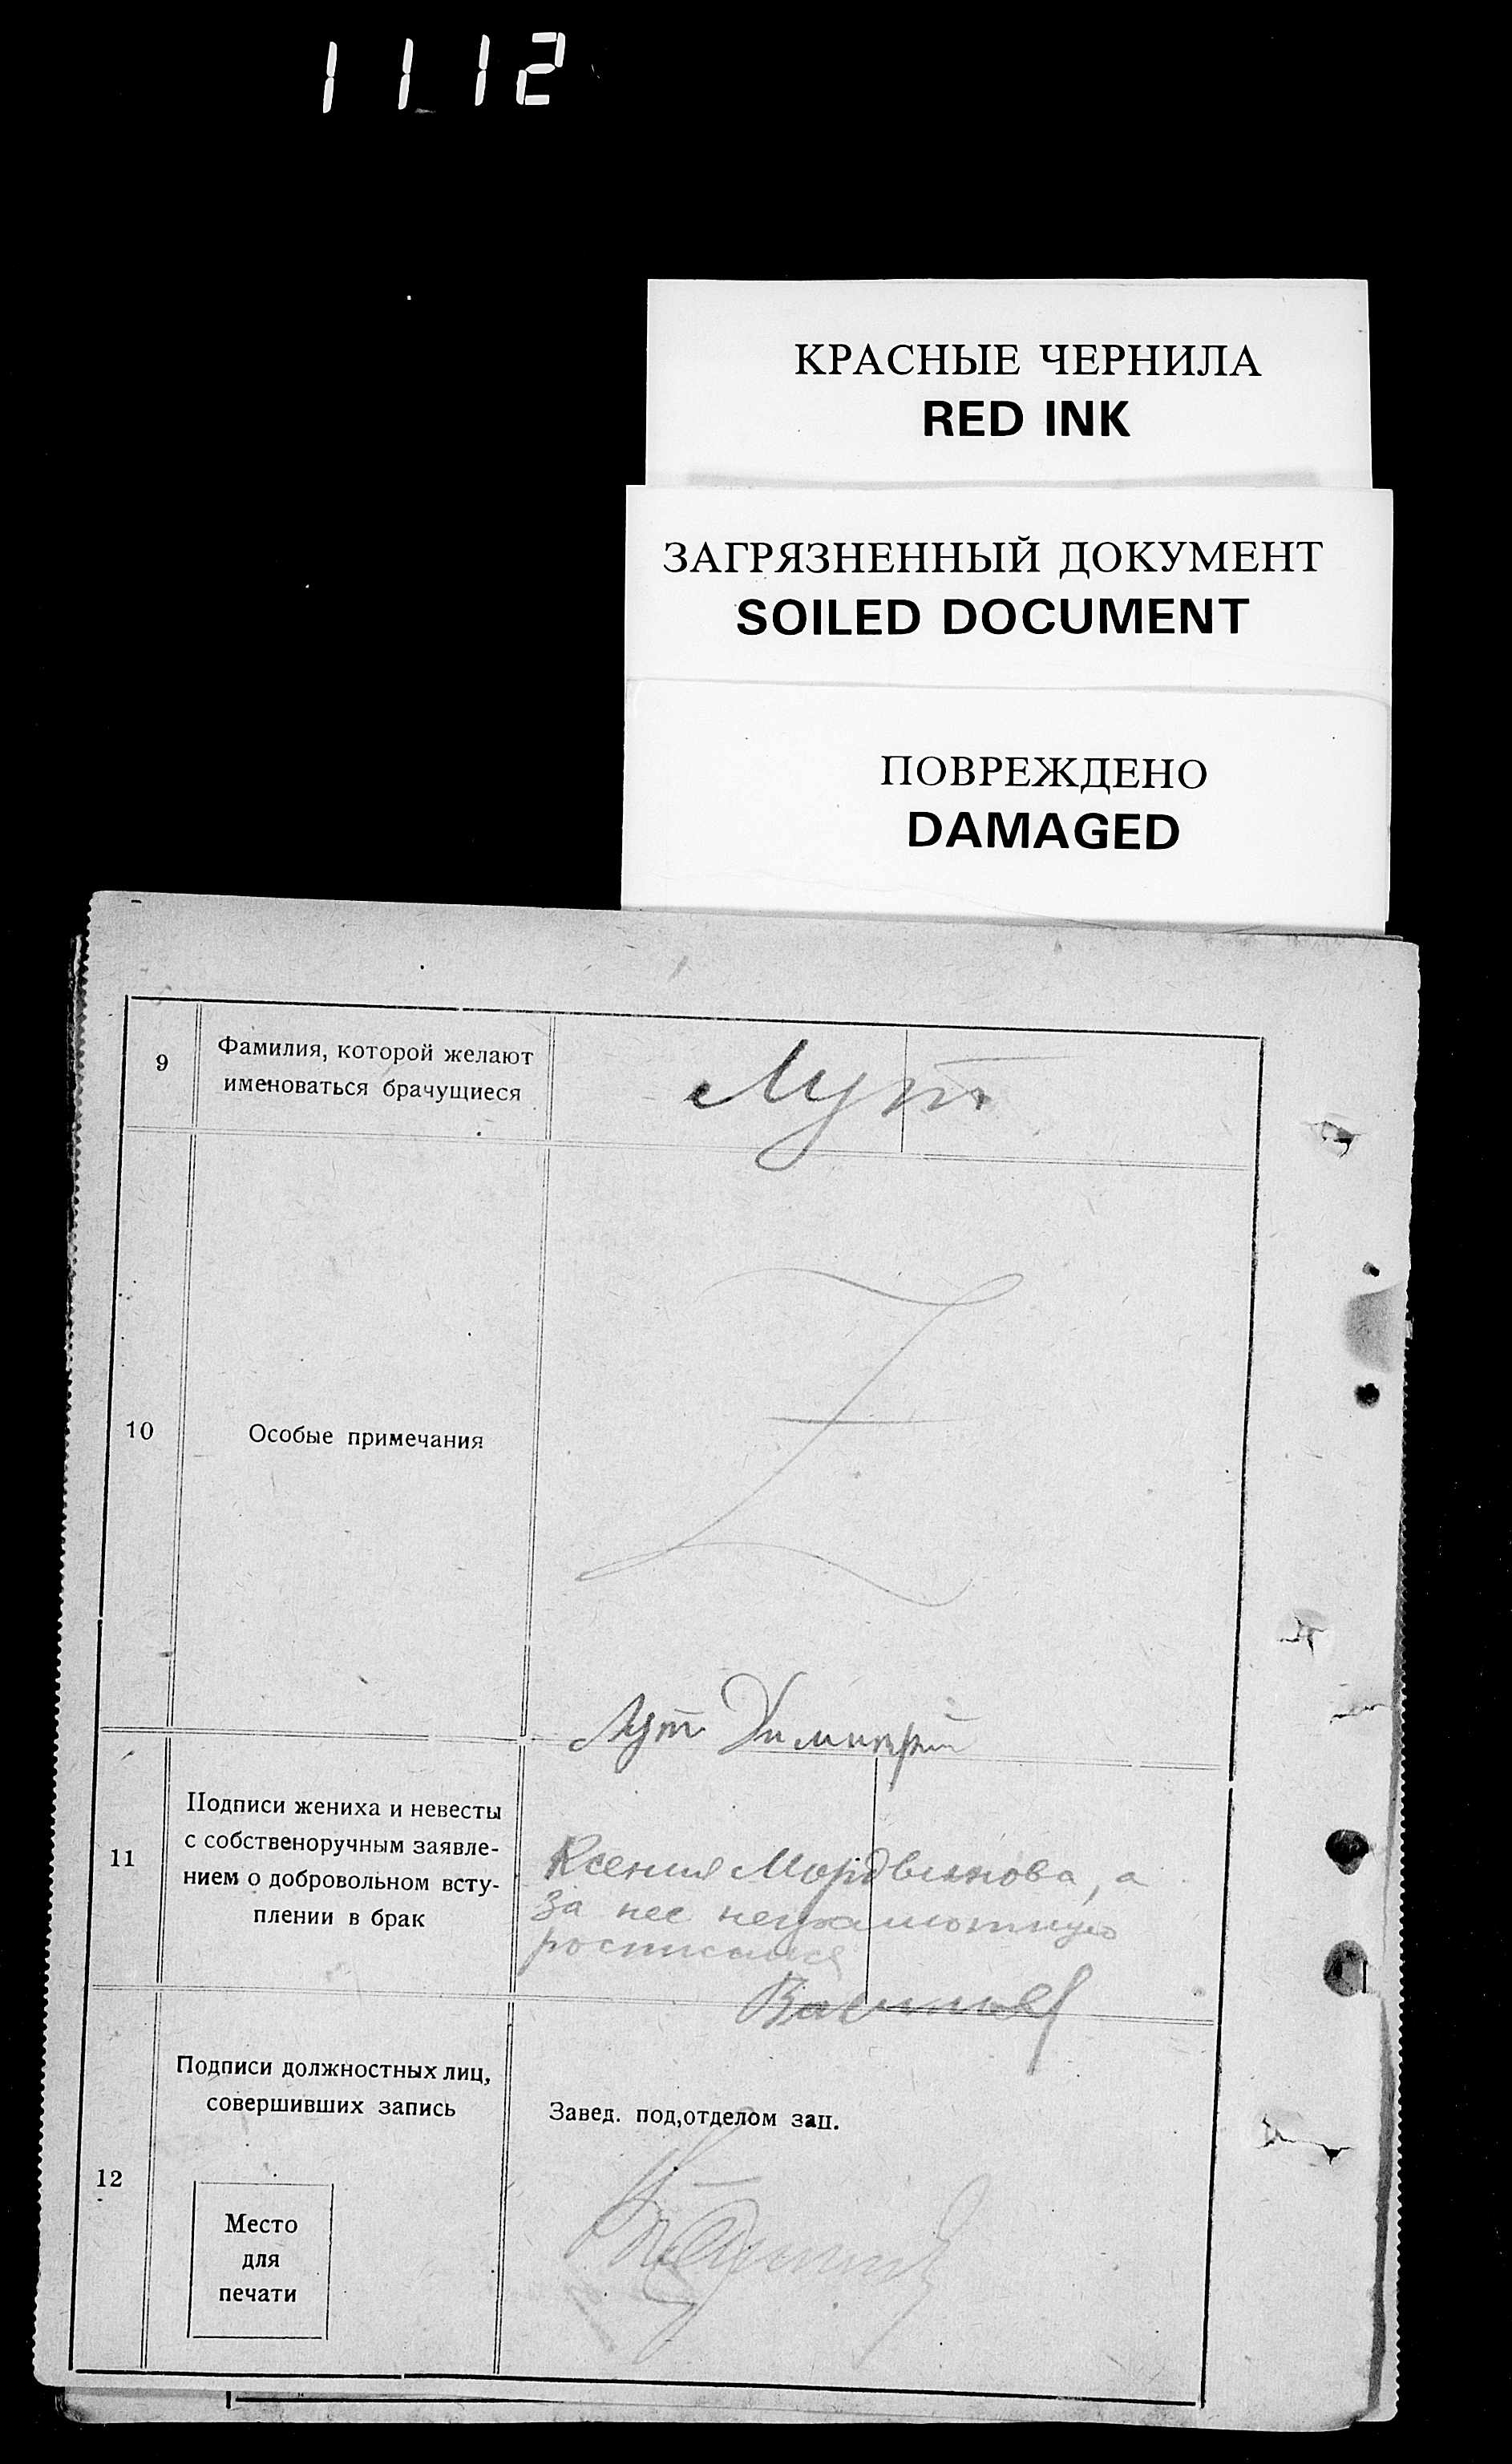 1112
КРАСНЫЕ ЧЕРНИЛА
RED INK
ЗАГРЯЗНЕННЫЙ ДОКУМЕНТ
SOILED DOCUMENT
ПОВРЕЖДЕНО
DAMAGED
9
Фамилия, которой желают
именоваться брачущиеся
Лут
10
Особые примечания
Лут Димитрий
11
Подписи жениха и невесты
с собственоручным заявле-
нием о добровольном всту-
плении в брак
Ксения Мордвинова, а
за нее неграмотную
росписался
12
Подписи должностных лиц,
совершивших запись
Завед. под,отделом зап.
Место
для
печати